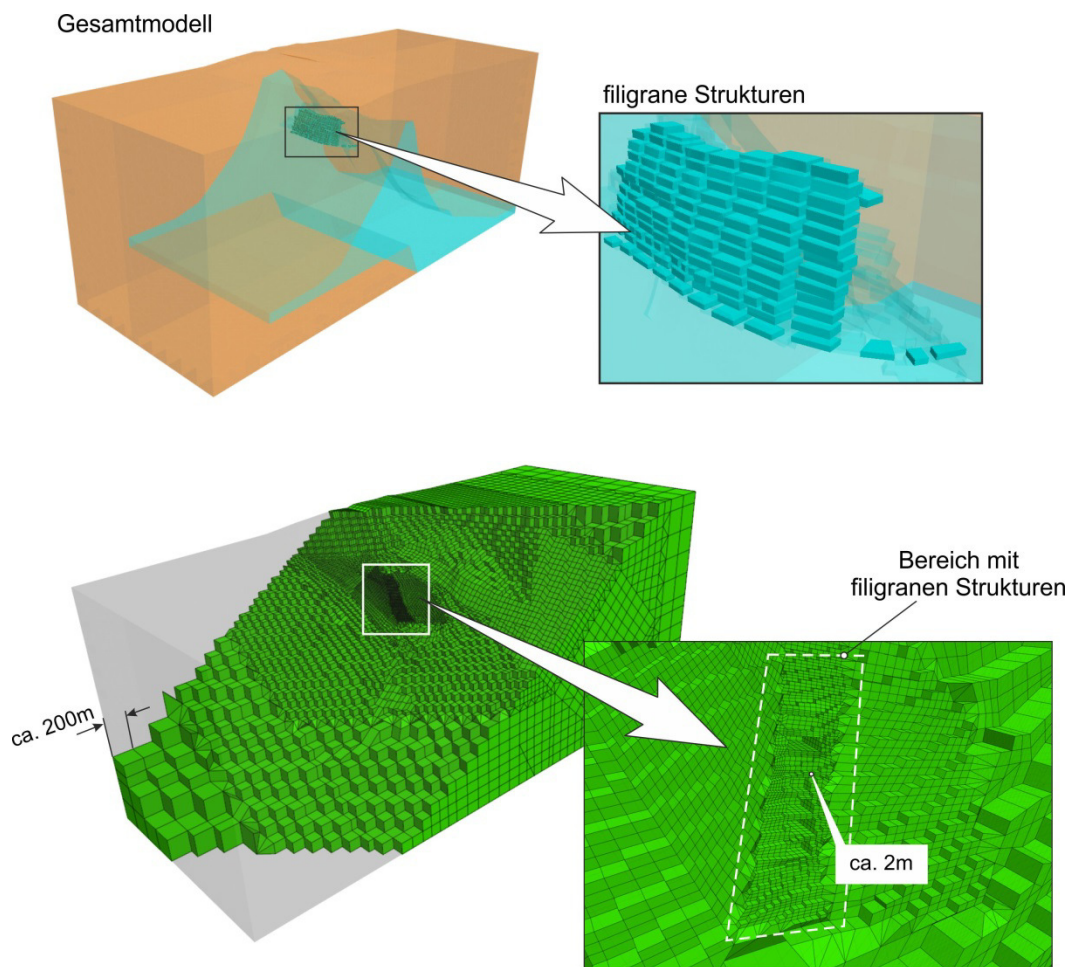 Gesamtmodell
filigrane Strukturen
Bereich mit
filigranen Strukturen
ca. 200m
ca. 2m